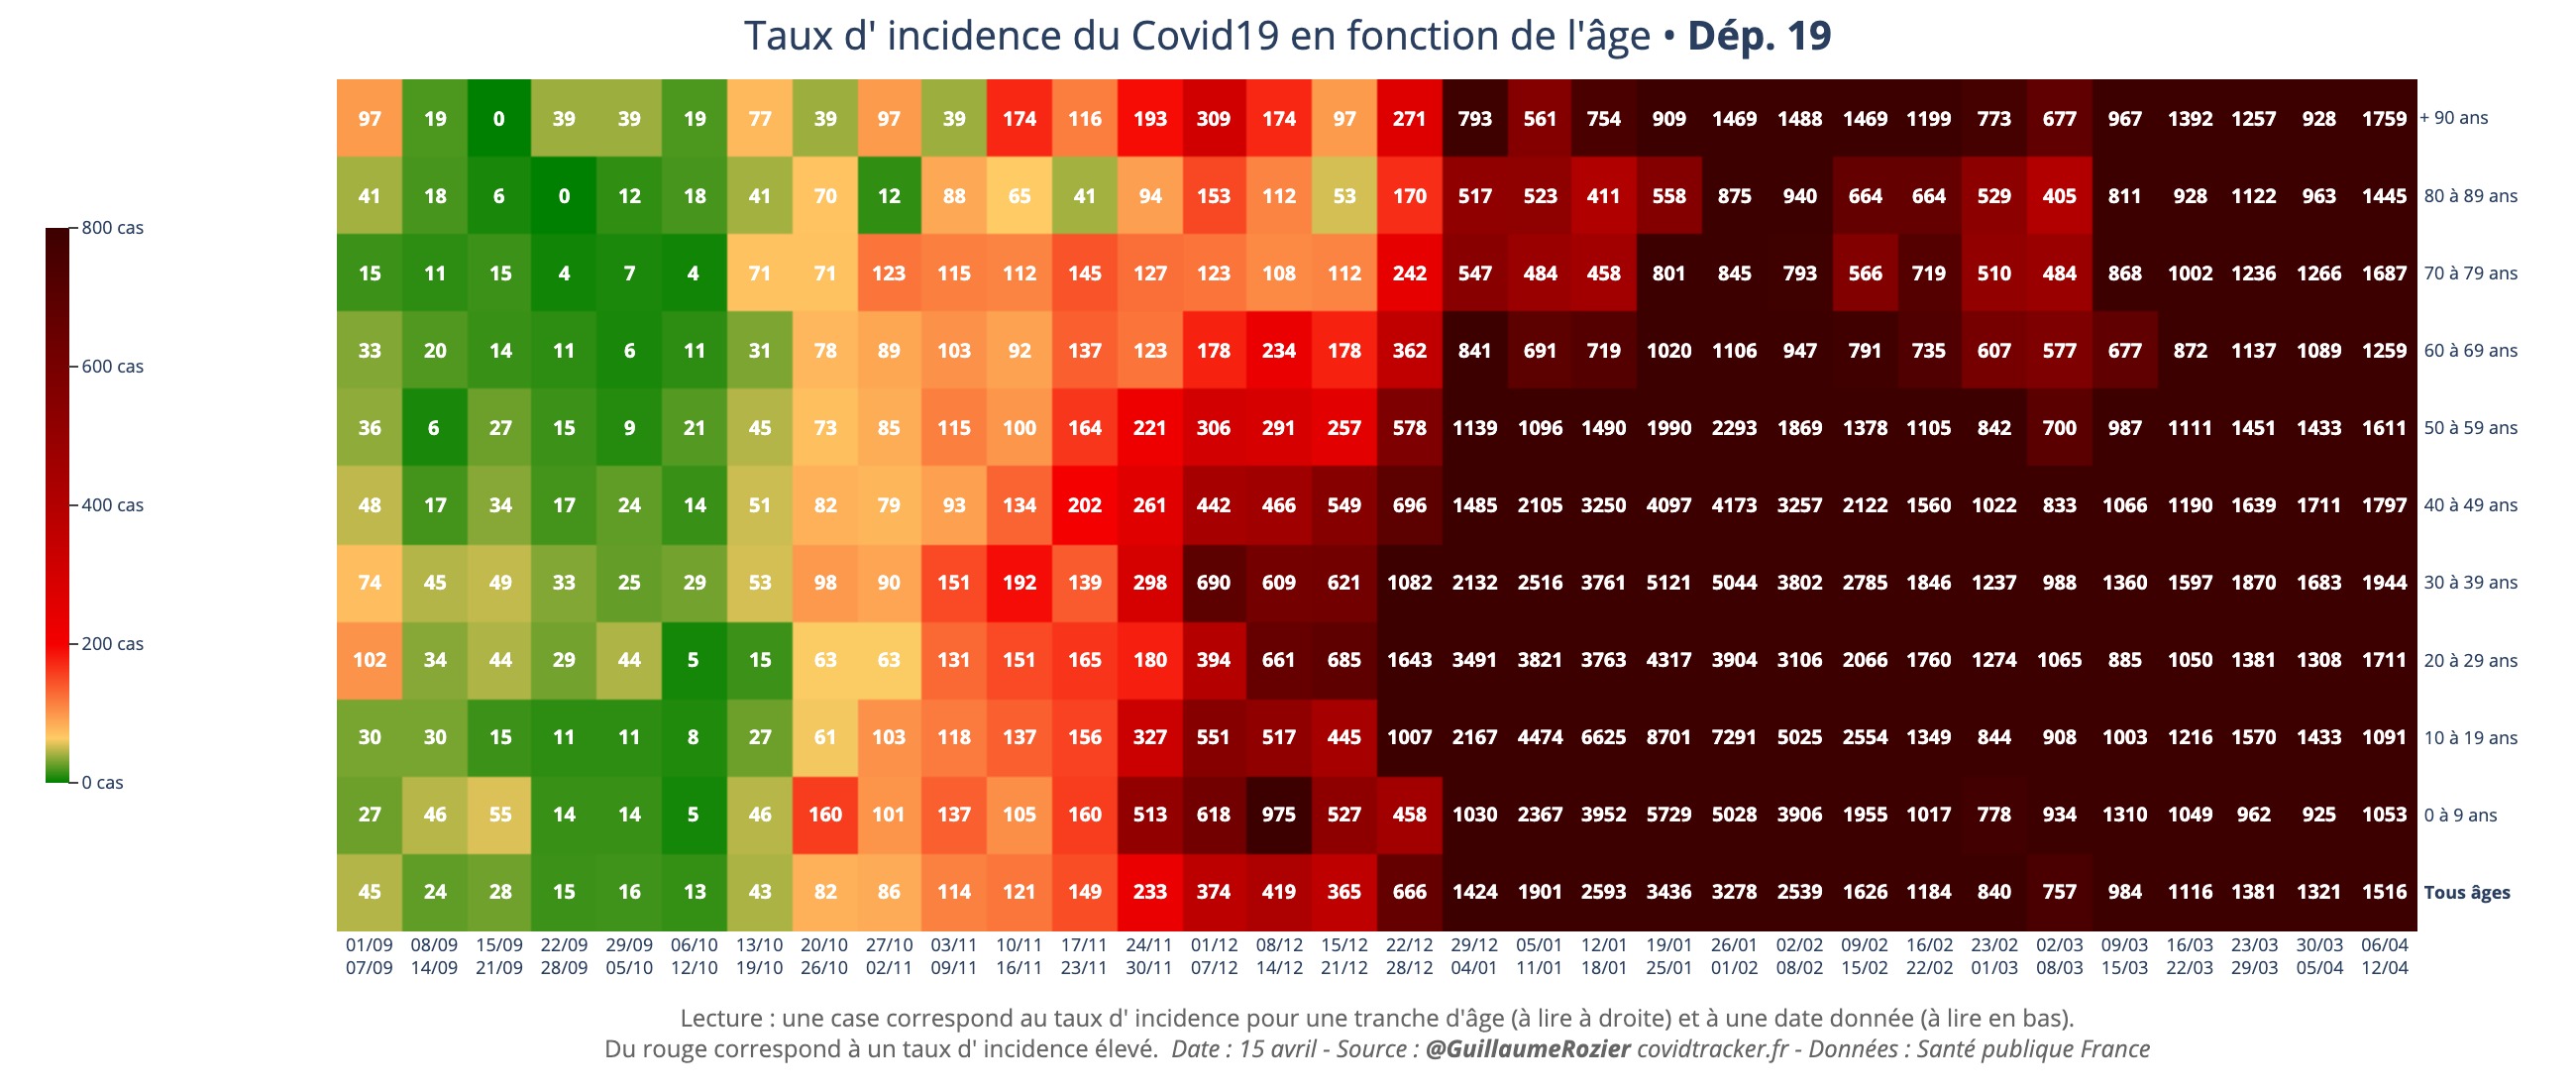 Taux d' incidence du Covid19 en fonction de l'âge • Dép. 19
800 cas
600 cas
400 cas
200 cas
0 cas
97 19 0 39 39 19 77 39 97 39 174 116 193 309 174 97 271 793 561 754 909 1469 1488 1469 1199 773 677 967 1392 1257 928 1759 + 90 ans
41 18 6 0 12 18 41 70 12 88 65 41 94 153 112 53 170 517 523 411 558 875 940 664 664 529 405 811 928 1122 963 1445 80 à 89 ans
15 11 15 4 7 4 71 71 123 115 112 145 127 123 108 112 242 547 484 458 801 845 793 566 719 510 484 868 1002 1236 1266 1687 70 à 79 ans
33 20 14 11 6 11 31 78 89 103 92 137 123 178 234 178 362 841 691 719 1020 1106 947 791 735 607 577 677 872 1137 1089 1259 60 à 69 ans
36 6 27 15 9 21 45 73 85 115 100 164 221 306 291 257 578 1139 1096 1490 1990 2293 1869 1378 1105 842 700 987 1111 1451 1433 1611 50 à 59 ans
48 17 34 17 24 14 51 82 79 93 134 202 261 442 466 549 696 1485 2105 3250 4097 4173 3257 2122 1560 1022 833 1066 1190 1639 1711 1797 40 à 49 ans
74 45 49 33 25 29 53 98 90 151 192 139 298 690 609 621 1082 2132 2516 3761 5121 5044 3802 2785 1846 1237 988 1360 1597 1870 1683 1944 30 à 39 ans
102 34 44 29 44 5 15 63 63 131 151 165 180 394 661 685 1643 3491 3821 3763 4317 3904 3106 2066 1760 1274 1065 885 1050 1381 1308 1711 20 à 29 ans
30 30 15 11 11 8 27 61 103 118 137 156 327 551 517 445 1007 2167 4474 6625 8701 7291 5025 2554 1349 844 908 1003 1216 1570 1433 1091 10 à 19 ans
27 46 55 14 14 5 46 160 101 137 105 160 513 618 975 527 458 1030 2367 3952 5729 5028 3906 1955 1017 778 934 1310 1049 962 925 1053 0 à 9 ans
45 24 28 15 16 13 43 82 86 114 121 149 233 374 419 365 666 1424 1901 2593 3436 3278 2539 1626 1184 840 757 984 1116 1381 1321 1516 Tous âges
01/09 08/09 15/09 22/09 29/09 06/10 13/10 20/10 27/10 03/11 10/11 17/11 24/11 01/12 08/12 15/12 22/12 29/12 05/01 12/01 19/01 26/01 02/02 09/02 16/02 23/02 02/03 09/03 16/03 23/03 30/03 06/04
07/09 14/09 21/09 28/09 05/10 12/10 19/10 26/10 02/11 09/11 16/11 23/11 30/11 07/12 14/12 21/12 28/12 04/01 11/01 18/01 25/01 01/02 08/02 15/02 22/02 01/03 08/03 15/03 22/03 29/03 05/04 12/04
Lecture : une case correspond au taux d' incidence pour une tranche d'âge (à lire à droite) et à une date donnée (à lire en bas).
Du rouge correspond à un taux d' incidence élevé. Date : 15 avril - Source : @GuillaumeRozier covidtracker.fr - Données : Santé publique France